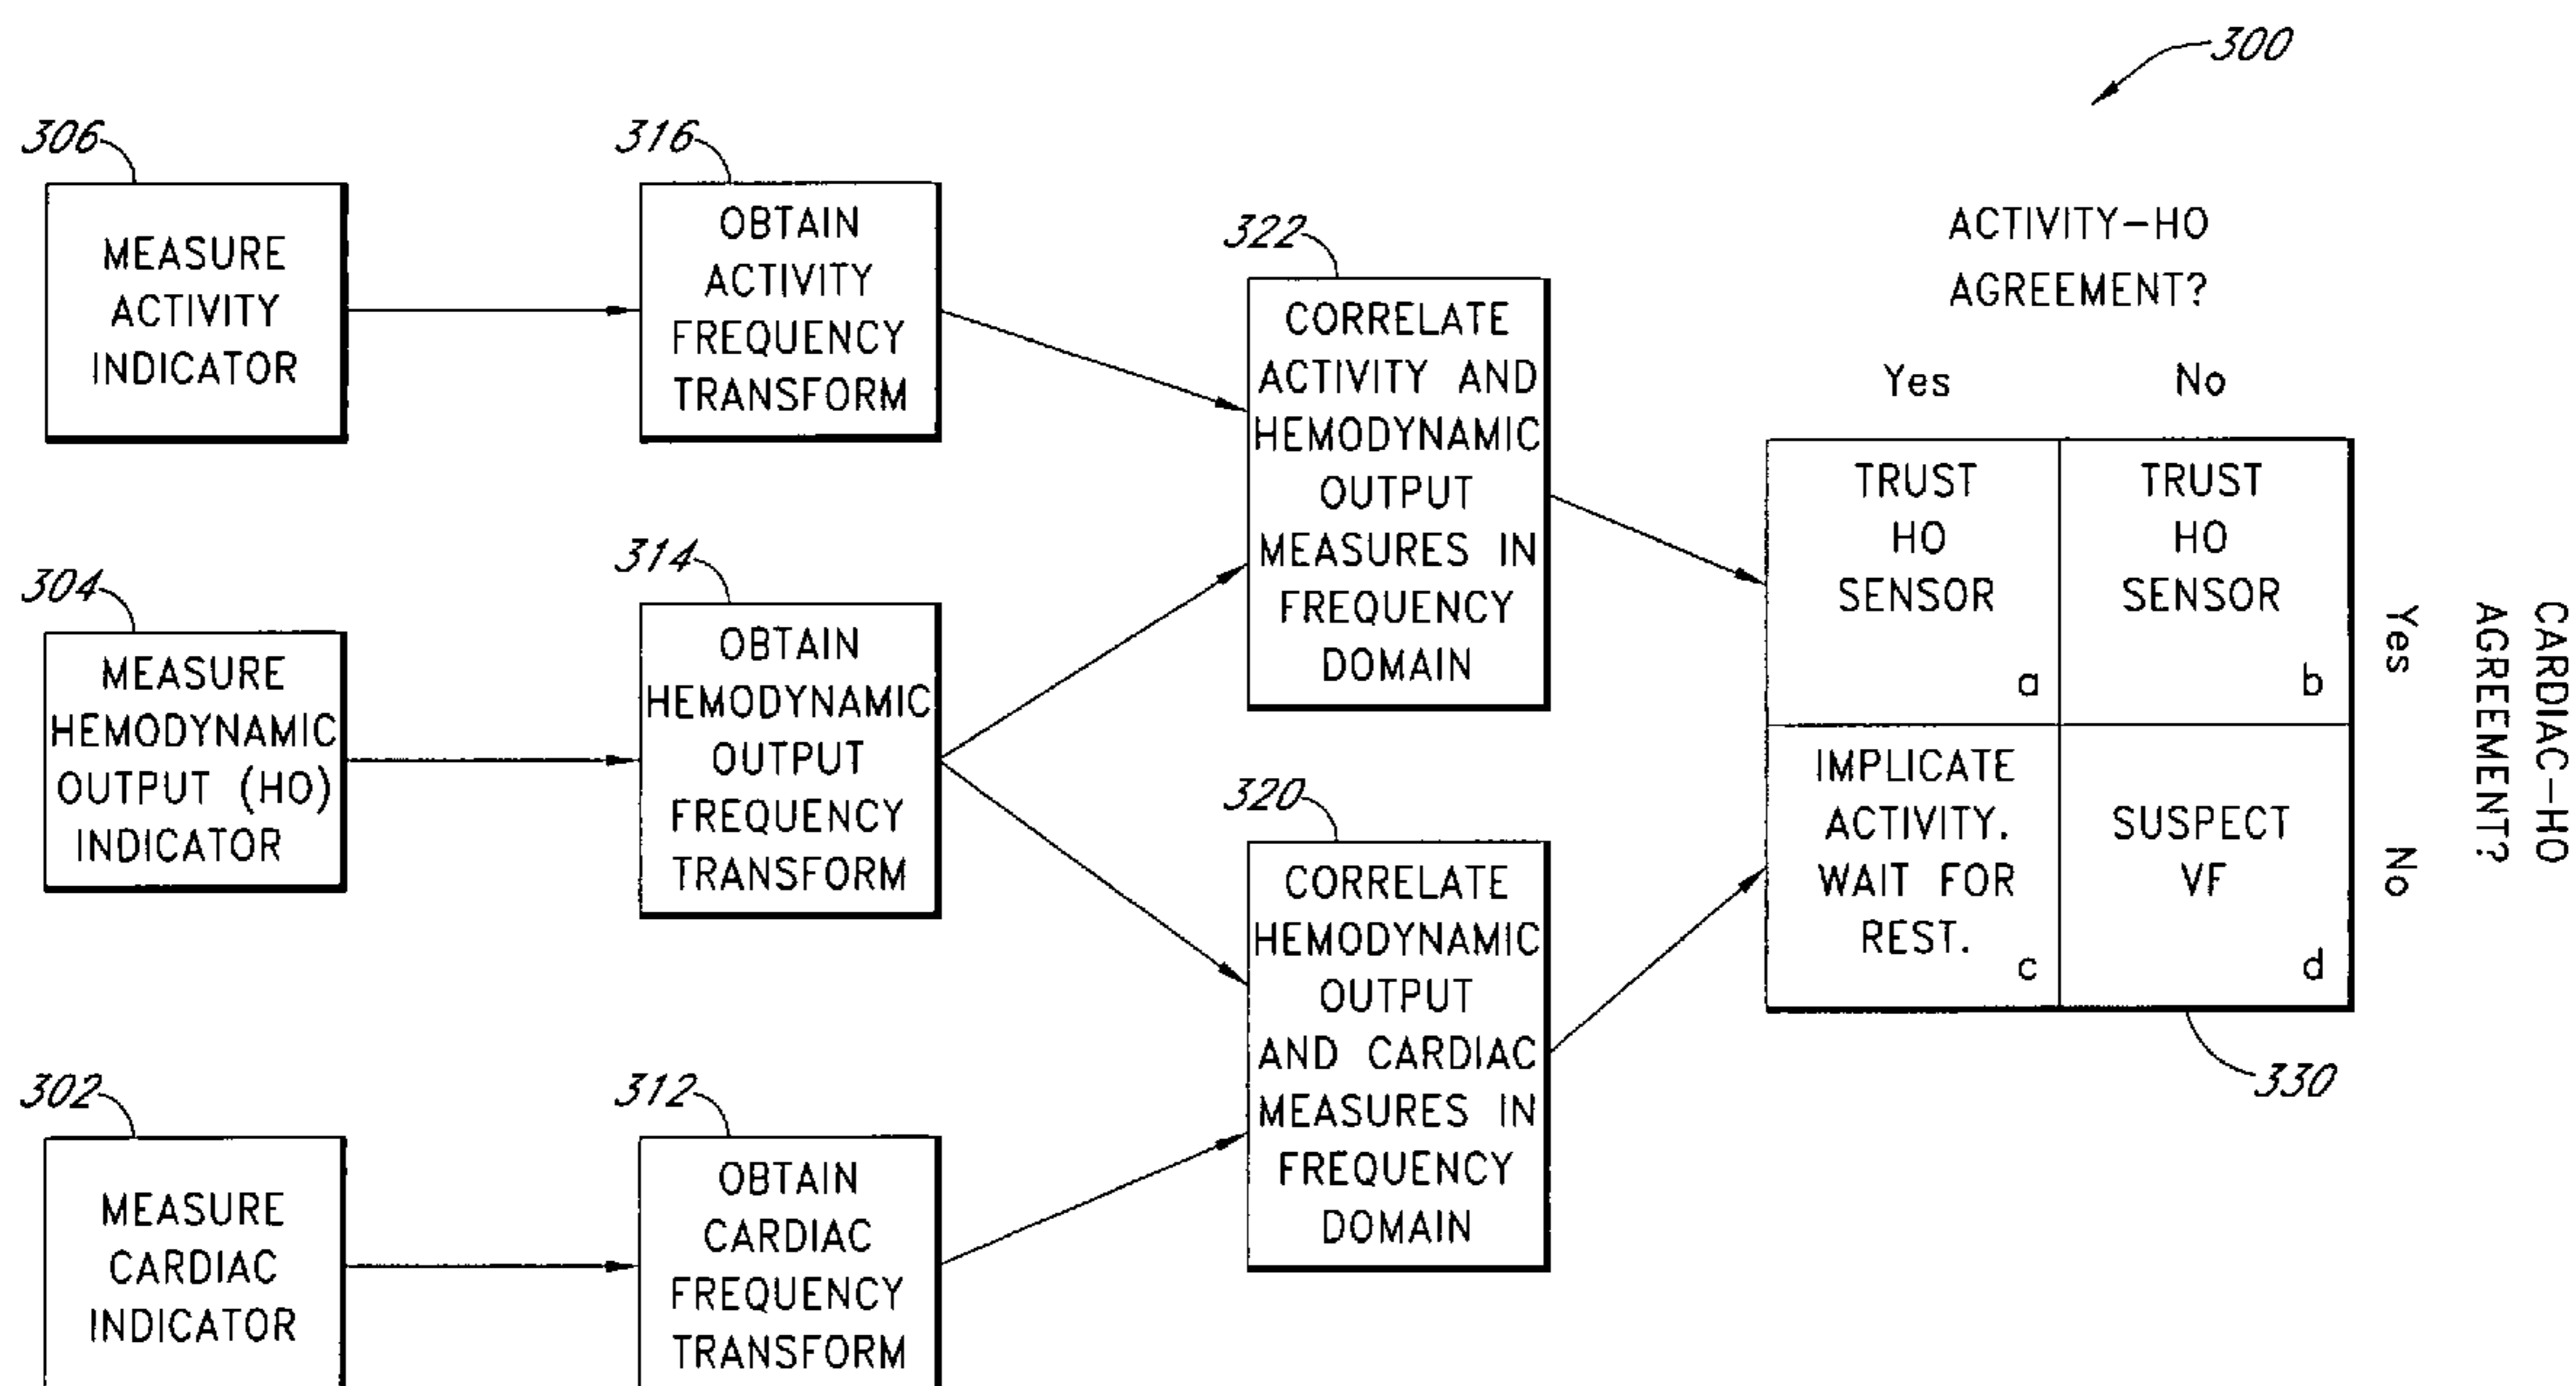 300
306
MEASURE
ACTIVITY
INDICATOR
316
OBTAIN
ACTIVITY
FREQUENCY
TRANSFORM
322
CORRELATE
ACTIVITY AND
HEMODYNAMIC
OUTPUT
MEASURES IN
FREQUENCY
DOMAIN
304
MEASURE
HEMODYNAMIC
OUTPUT (HO)
INDICATOR
314
OBTAIN
HEMODYNAMIC
OUTPUT
FREQUENCY
TRANSFORM
320
CORRELATE
HEMODYNAMIC
OUTPUT
AND CARDIAC
MEASURES IN
FREQUENCY
DOMAIN
302
MEASURE
CARDIAC
INDICATOR
312
OBTAIN
CARDIAC
FREQUENCY
TRANSFORM
ACTIVITY-HO
AGREEMENT?
Yes No
TRUST
HO
SENSOR
a
TRUST
HO
SENSOR
b
IMPLICATE
ACTIVITY.
WAIT FOR
REST.
c
SUSPECT
VF
d
Yes No
CARDIAC-HO
AGREEMENT?
330